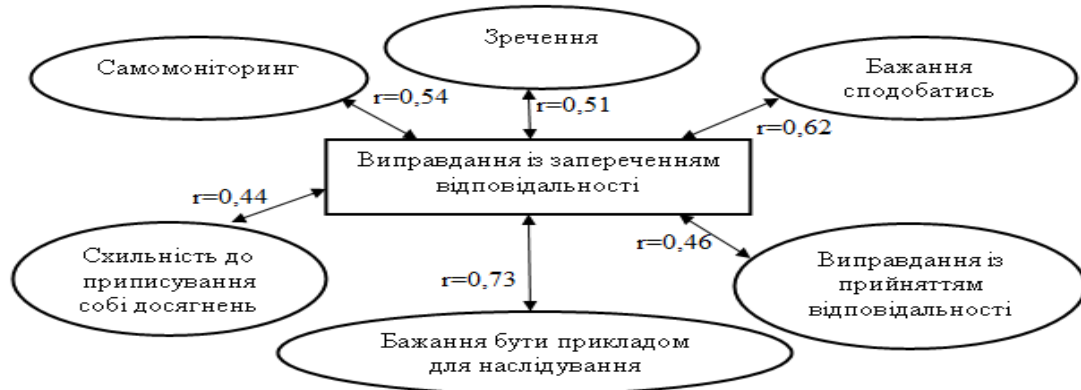 Зречення
Самомоніторинг
Бажання
сподобатись
r=0,54
r=0,51
r=0,62
Виправдання із запереченням
відповідальності
r=0,44
r=0,46
Схильність до
приписування
собі досягнень
r=0,73
Виправдання із
прийняттям
відповідальності
Бажання бути прикладом
для наслідування